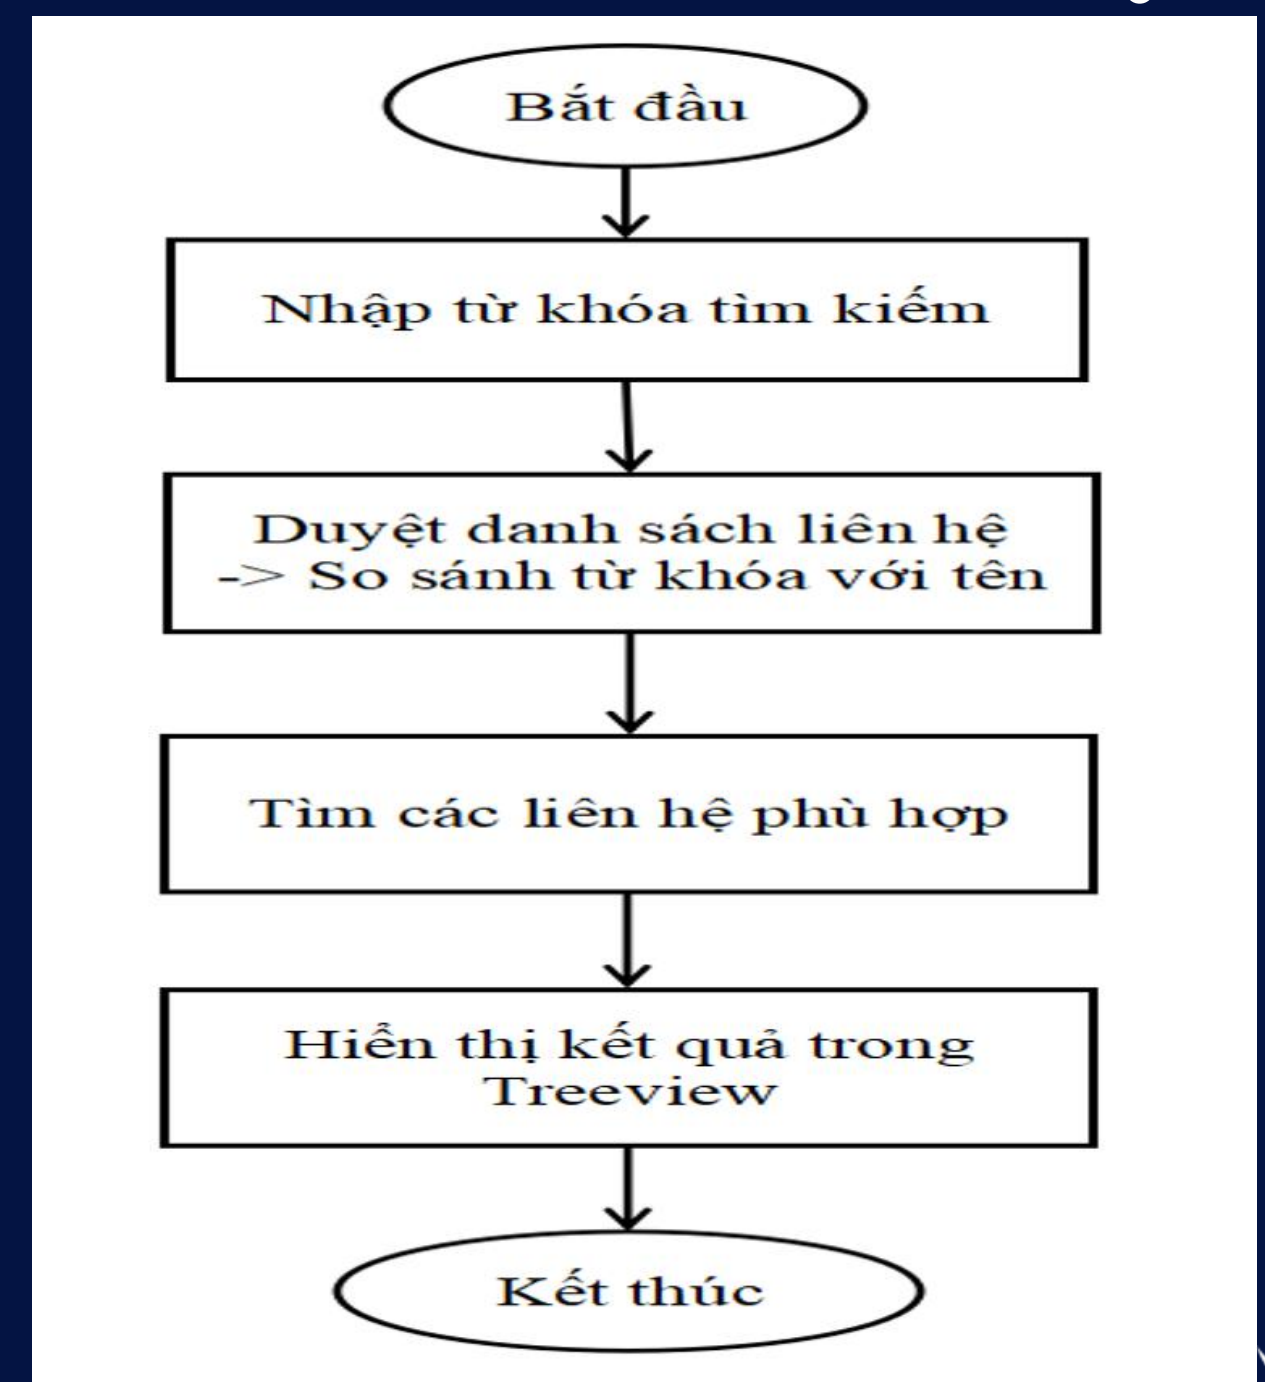 Bắt đầu
Nhập từ khóa tìm kiếm
Duyệt danh sách liên hệ
-> So sánh từ khóa với tên
Tìm các liên hệ phù hợp
Hiển thị kết quả trong
Treeview
Kết thúc